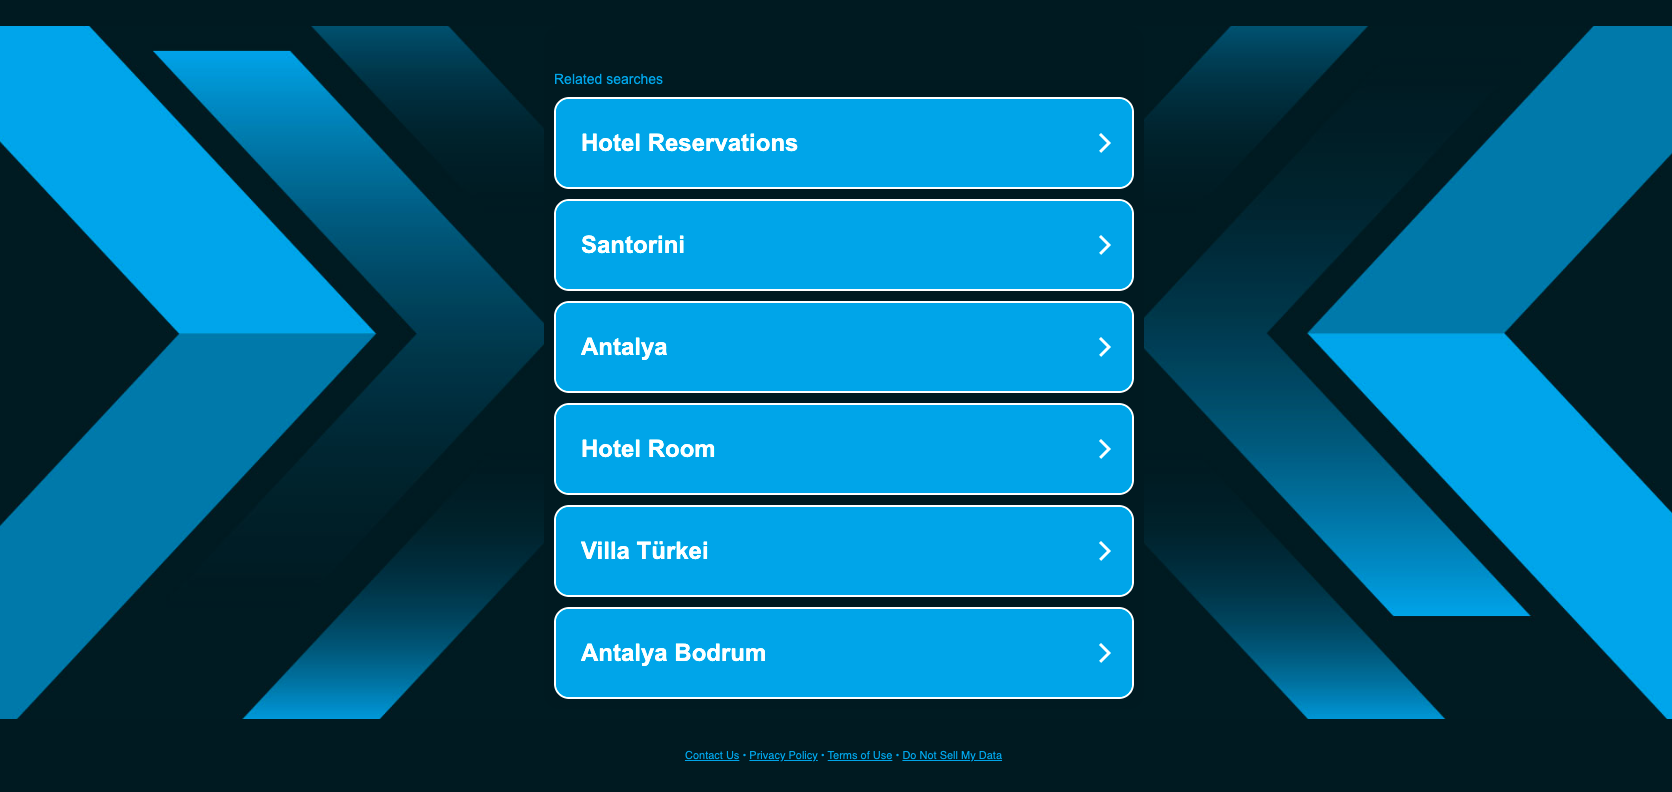 Related searches
Hotel Reservations
Santorini
Antalya
Hotel Room
Villa Türkei
Antalya Bodrum
Contact Us • Privacy Policy • Terms of Use • Do Not Sell My Data